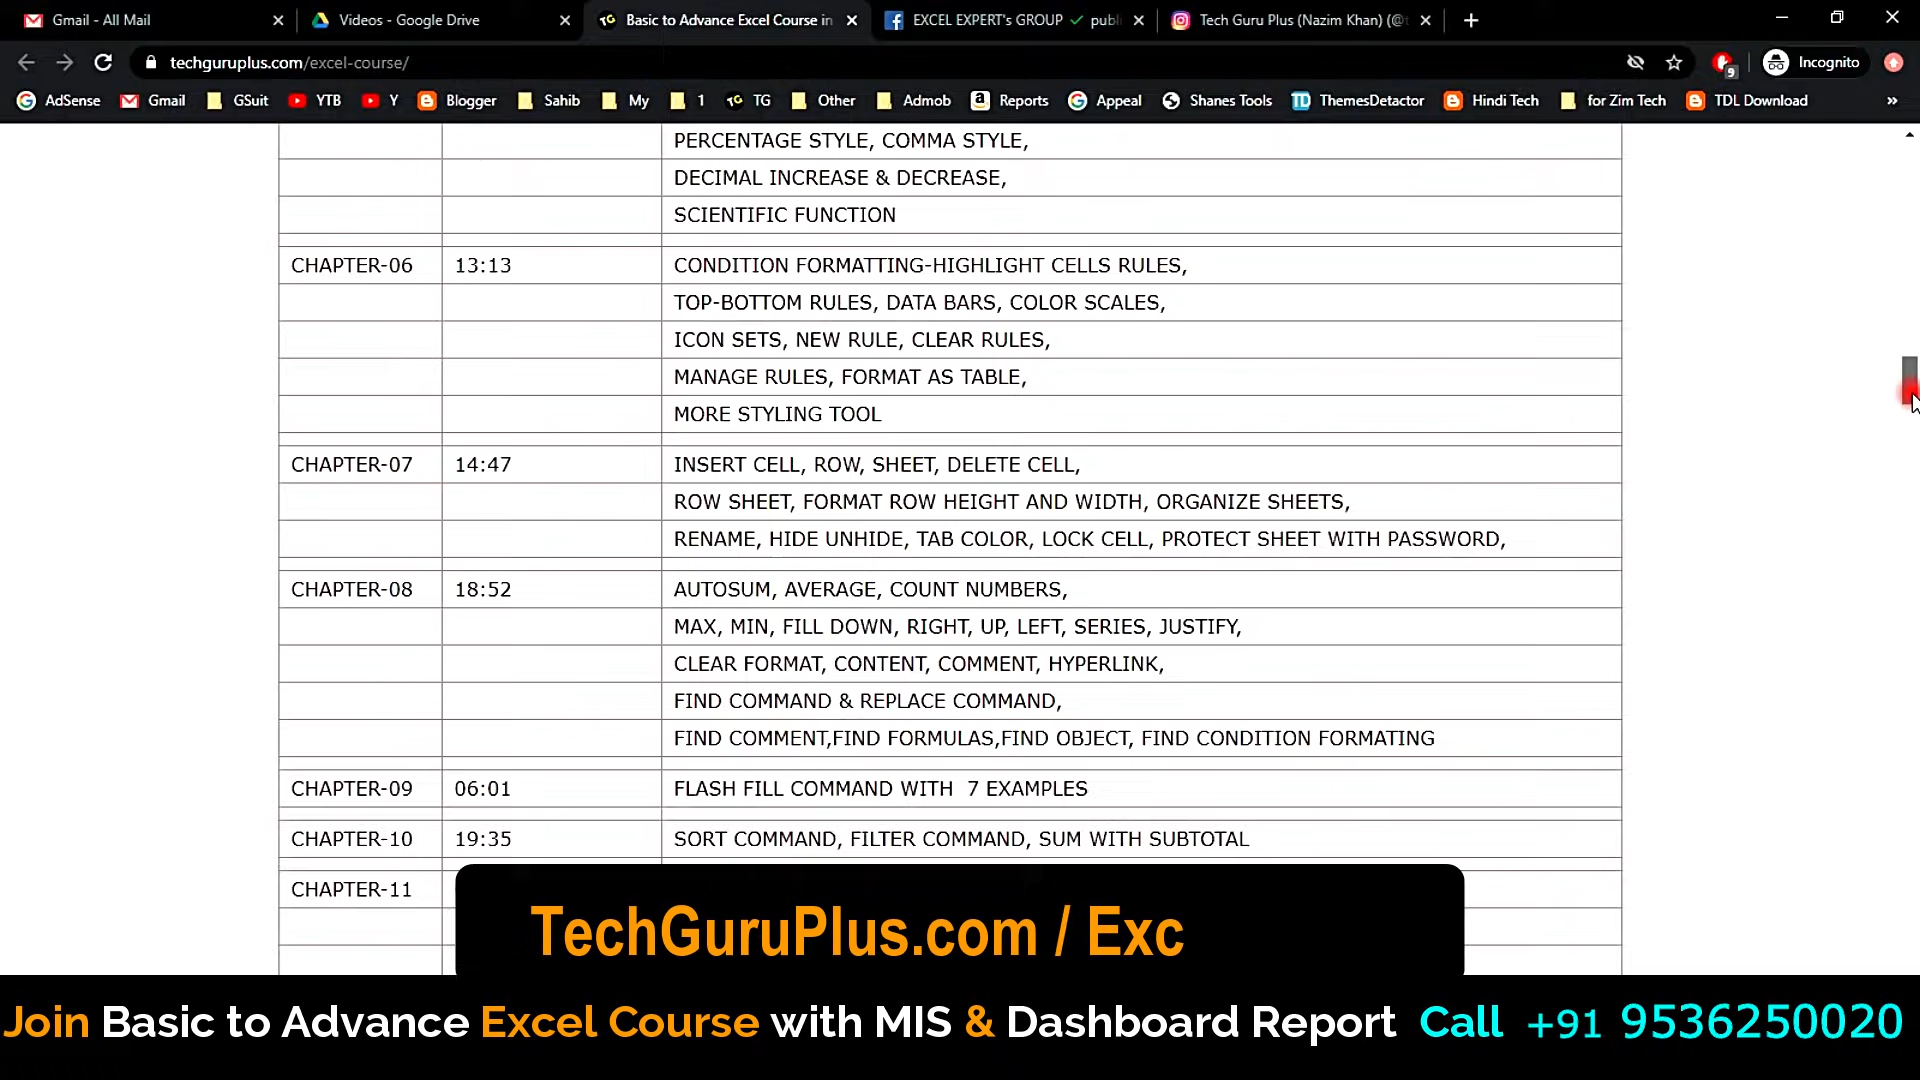 Gmail - All Mail
Videos - Google Drive
Basic to Advance Excel Course in
EXCEL EXPERT's GROUP ✓ publ
Tech Guru Plus (Nazim Khan) (@t
techguruplus.com/excel-course/
9
Incognito
AdSense
Gmail
GSuit
YTB
Y
Blogger
Sahib
My
1
TG
Other
Admob
Reports
Appeal
Shanes Tools
ThemesDetactor
Hindi Tech
for Zim Tech
TDL Download
»
PERCENTAGE STYLE, COMMA STYLE,
DECIMAL INCREASE & DECREASE,
SCIENTIFIC FUNCTION
CHAPTER-06 13:13 CONDITION FORMATTING-HIGHLIGHT CELLS RULES,
TOP-BOTTOM RULES, DATA BARS, COLOR SCALES,
ICON SETS, NEW RULE, CLEAR RULES,
MANAGE RULES, FORMAT AS TABLE,
MORE STYLING TOOL
CHAPTER-07 14:47 INSERT CELL, ROW, SHEET, DELETE CELL,
ROW SHEET, FORMAT ROW HEIGHT AND WIDTH, ORGANIZE SHEETS,
RENAME, HIDE UNHIDE, TAB COLOR, LOCK CELL, PROTECT SHEET WITH PASSWORD,
CHAPTER-08 18:52 AUTOSUM, AVERAGE, COUNT NUMBERS,
MAX, MIN, FILL DOWN, RIGHT, UP, LEFT, SERIES, JUSTIFY,
CLEAR FORMAT, CONTENT, COMMENT, HYPERLINK,
FIND COMMAND & REPLACE COMMAND,
FIND COMMENT,FIND FORMULAS,FIND OBJECT, FIND CONDITION FORMATING
CHAPTER-09 06:01 FLASH FILL COMMAND WITH 7 EXAMPLES
CHAPTER-10 19:35 SORT COMMAND, FILTER COMMAND, SUM WITH SUBTOTAL
CHAPTER-11
TechGuruPlus.com / Exc
Join Basic to Advance Excel Course with MIS & Dashboard Report Call +91 9536250020